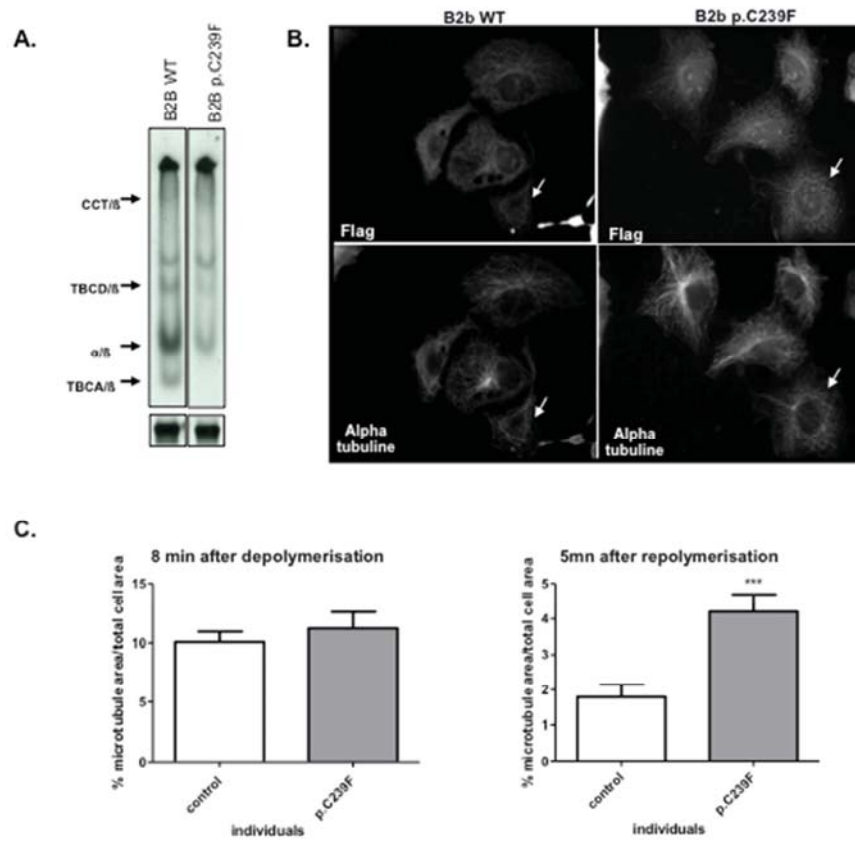 A.
B2B WT
B2B p.C239F
CCT/ß
TBCD/ß
α/ß
TBCA/ß
B.
B2b WT
B2b p.C239F
Flag
Flag
Alpha
tubuline
Alpha
tubuline
C.
8 min after depolymerisation
% microtubule area/total cell area
15
10
5
0
control
p.C239F
individuals
5mn after repolymerisation
% microtubule area/total cell area
5
4
3
2
1
0
***
control
p.C239F
individuals